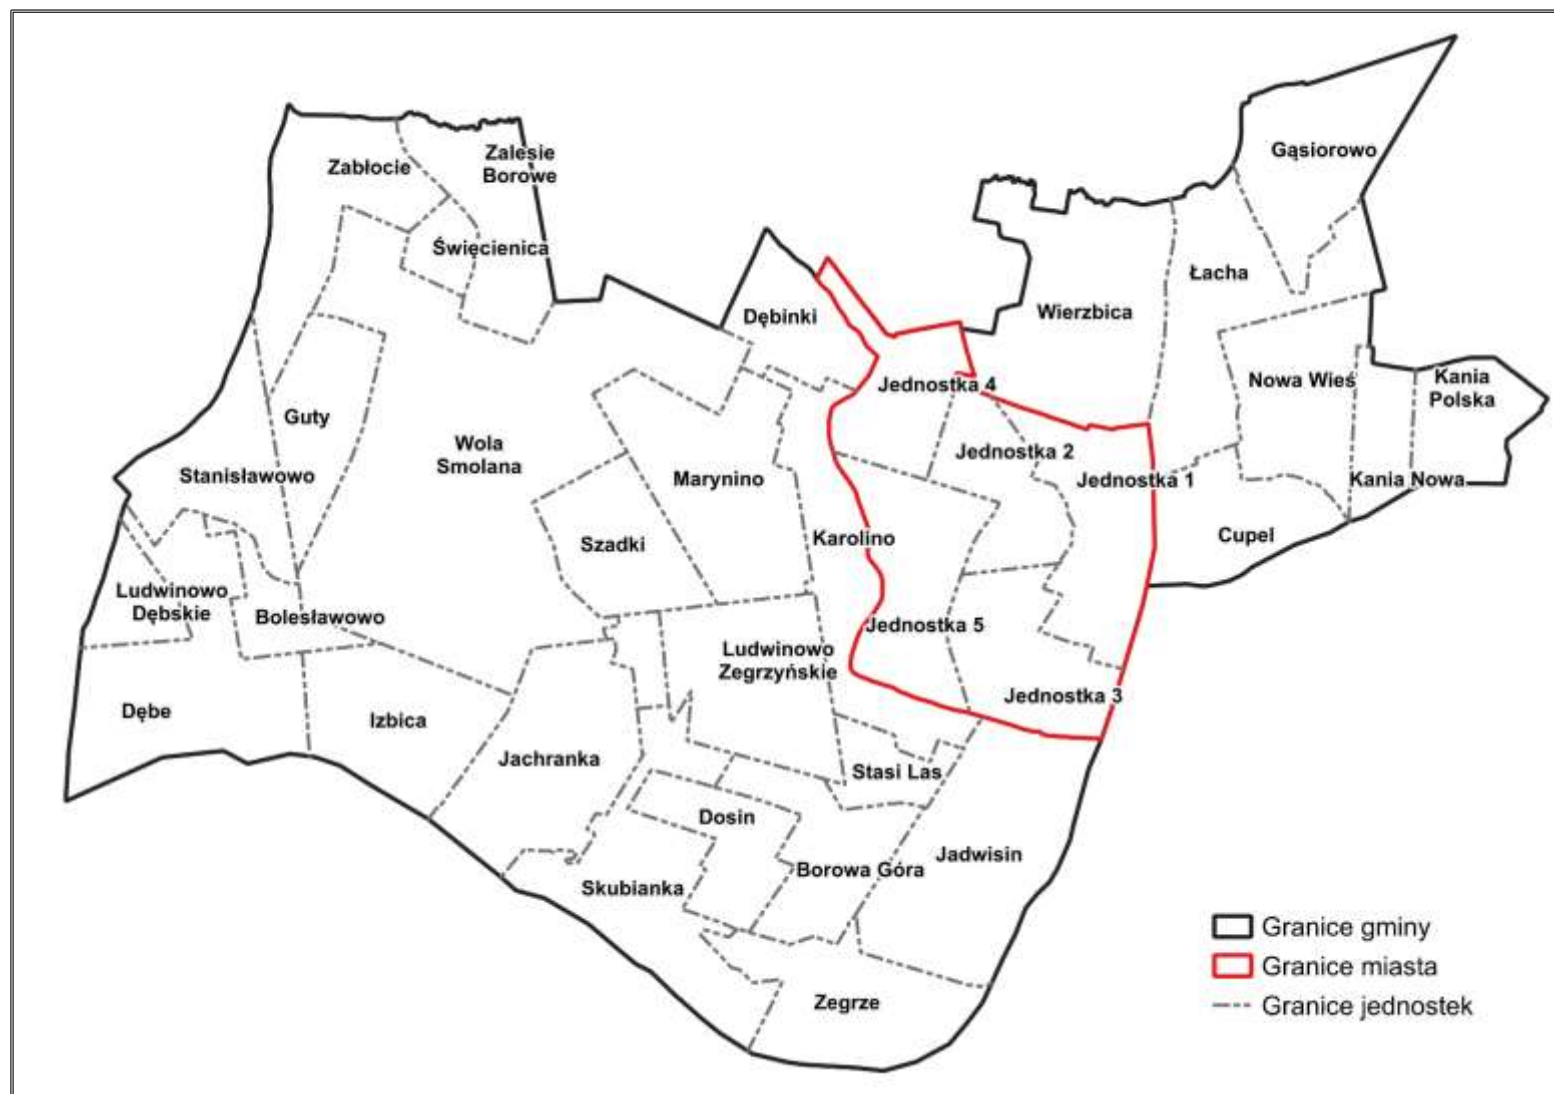 Gąsiorowo
Zalesie
Borowe
Zabłocie
Święcienica
Łacha
Wierzbica
Dębinki
Jednostka 4
Nowa Wieś
Kania
Polska
Guty
Wola
Smolana
Jednostka 2
Stanisławowo
Marynino
Jednostka 1
Kania Nowa
Szadki
Karolino
Cupel
Ludwinowo
Dębskie
Bolesławowo
Jednostka 5
Ludwinowo
Zegrzyńskie
Jednostka 3
Dębe
Izbica
Jachranka
Stasi Las
Dosin
Jadwisin
Borowa Góra
Skubianka
Zegrze
Granice gminy
Granice miasta
Granice jednostek